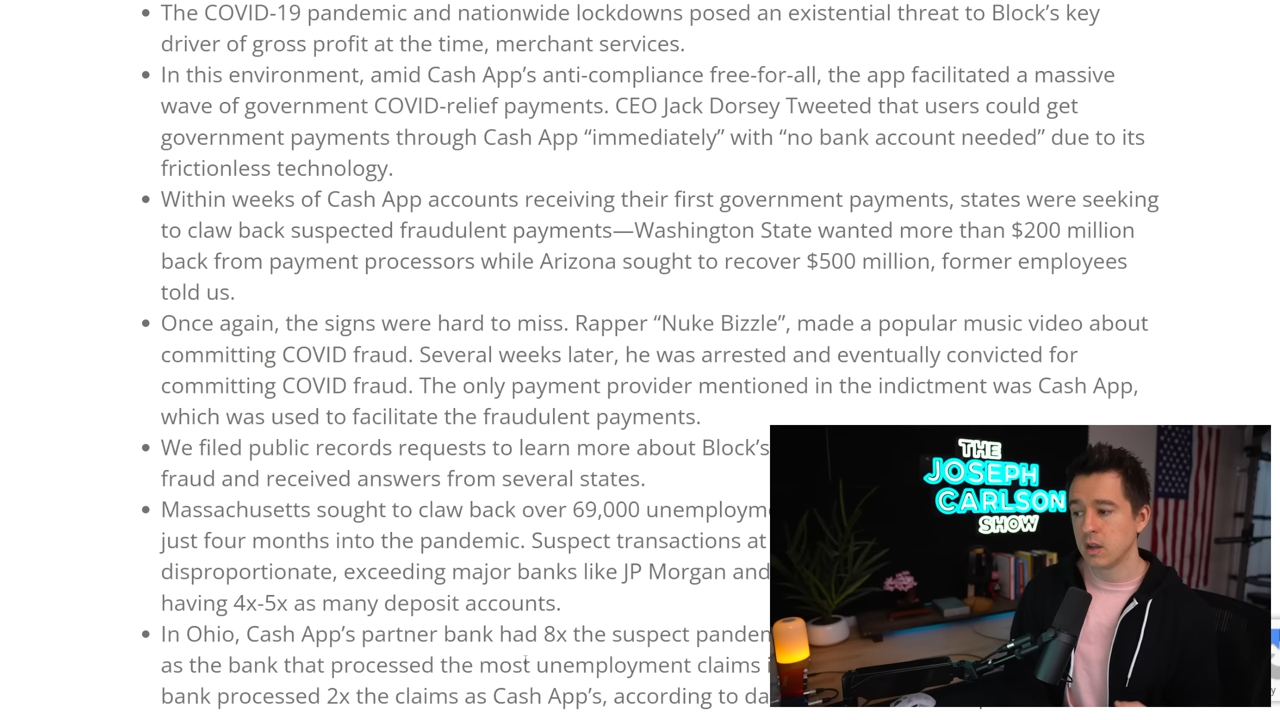 The COVID-19 pandemic and nationwide lockdowns posed an existential threat to Block’s key
driver of gross profit at the time, merchant services.
In this environment, amid Cash App’s anti-compliance free-for-all, the app facilitated a massive
wave of government COVID-relief payments. CEO Jack Dorsey Tweeted that users could get
government payments through Cash App “immediately” with “no bank account needed” due to its
frictionless technology.
Within weeks of Cash App accounts receiving their first government payments, states were seeking
to claw back suspected fraudulent payments—Washington State wanted more than $200 million
back from payment processors while Arizona sought to recover $500 million, former employees
told us.
Once again, the signs were hard to miss. Rapper “Nuke Bizzle”, made a popular music video about
committing COVID fraud. Several weeks later, he was arrested and eventually convicted for
committing COVID fraud. The only payment provider mentioned in the indictment was Cash App,
which was used to facilitate the fraudulent payments.
We filed public records requests to learn more about Block’s
fraud and received answers from several states.
Massachusetts sought to claw back over 69,000
just four months into the pandemic. Suspect transactions at
disproportionate, exceeding major banks like JP Morgan and
having 4x-5x as many deposit accounts.
In Ohio, Cash App’s partner bank had 8x the suspect
as the bank that processed the most unemployment claims
bank processed 2x the claims as Cash App’s, according to
THE
JOSEPH
CARLSON
SHOW